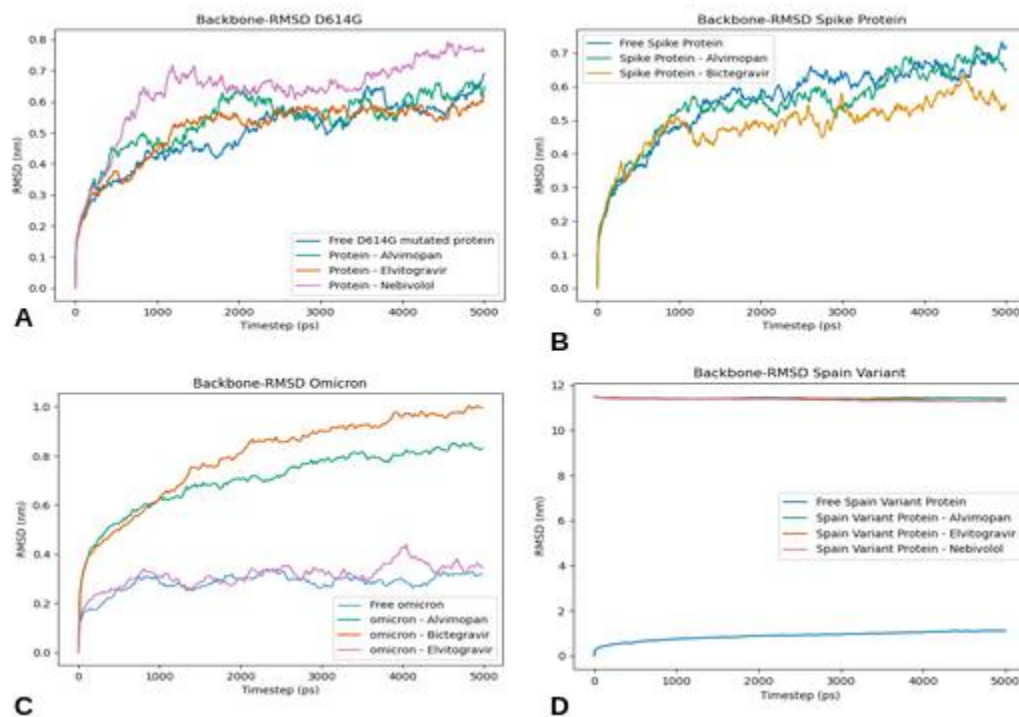 Backbone-RMSD D614G
0.8
0.7
0.6
0.5
0.4
0.3
0.2
0.1
0.0
RMSD (nm)
Free D614G mutated protein
Protein - Alvimopan
Protein - Elvitogravir
Protein - Nebivolol
0
1000
2000
3000
4000
5000
Timestep (ps)
A
Backbone-RMSD Spike Protein
0.7
0.6
0.5
0.4
0.3
0.2
0.1
0.0
RMSD (nm)
Free Spike Protein
Spike Protein - Alvimopan
Spike Protein - Bictegravir
0
1000
2000
3000
4000
5000
Timestep (ps)
B
Backbone-RMSD Omicron
1.0
0.8
0.6
0.4
0.2
0.0
RMSD (nm)
Free omicron
omicron - Alvimopan
omicron - Bictegravir
omicron - Elvitogravir
0
1000
2000
3000
4000
5000
Timestep (ps)
C
Backbone-RMSD Spain Variant
12
10
8
6
4
2
0
RMSD (nm)
Free Spain Variant Protein
Spain Variant Protein - Alvimopan
Spain Variant Protein - Elvitogravir
Spain Variant Protein - Nebivolol
0
1000
2000
3000
4000
5000
Timestep (ps)
D